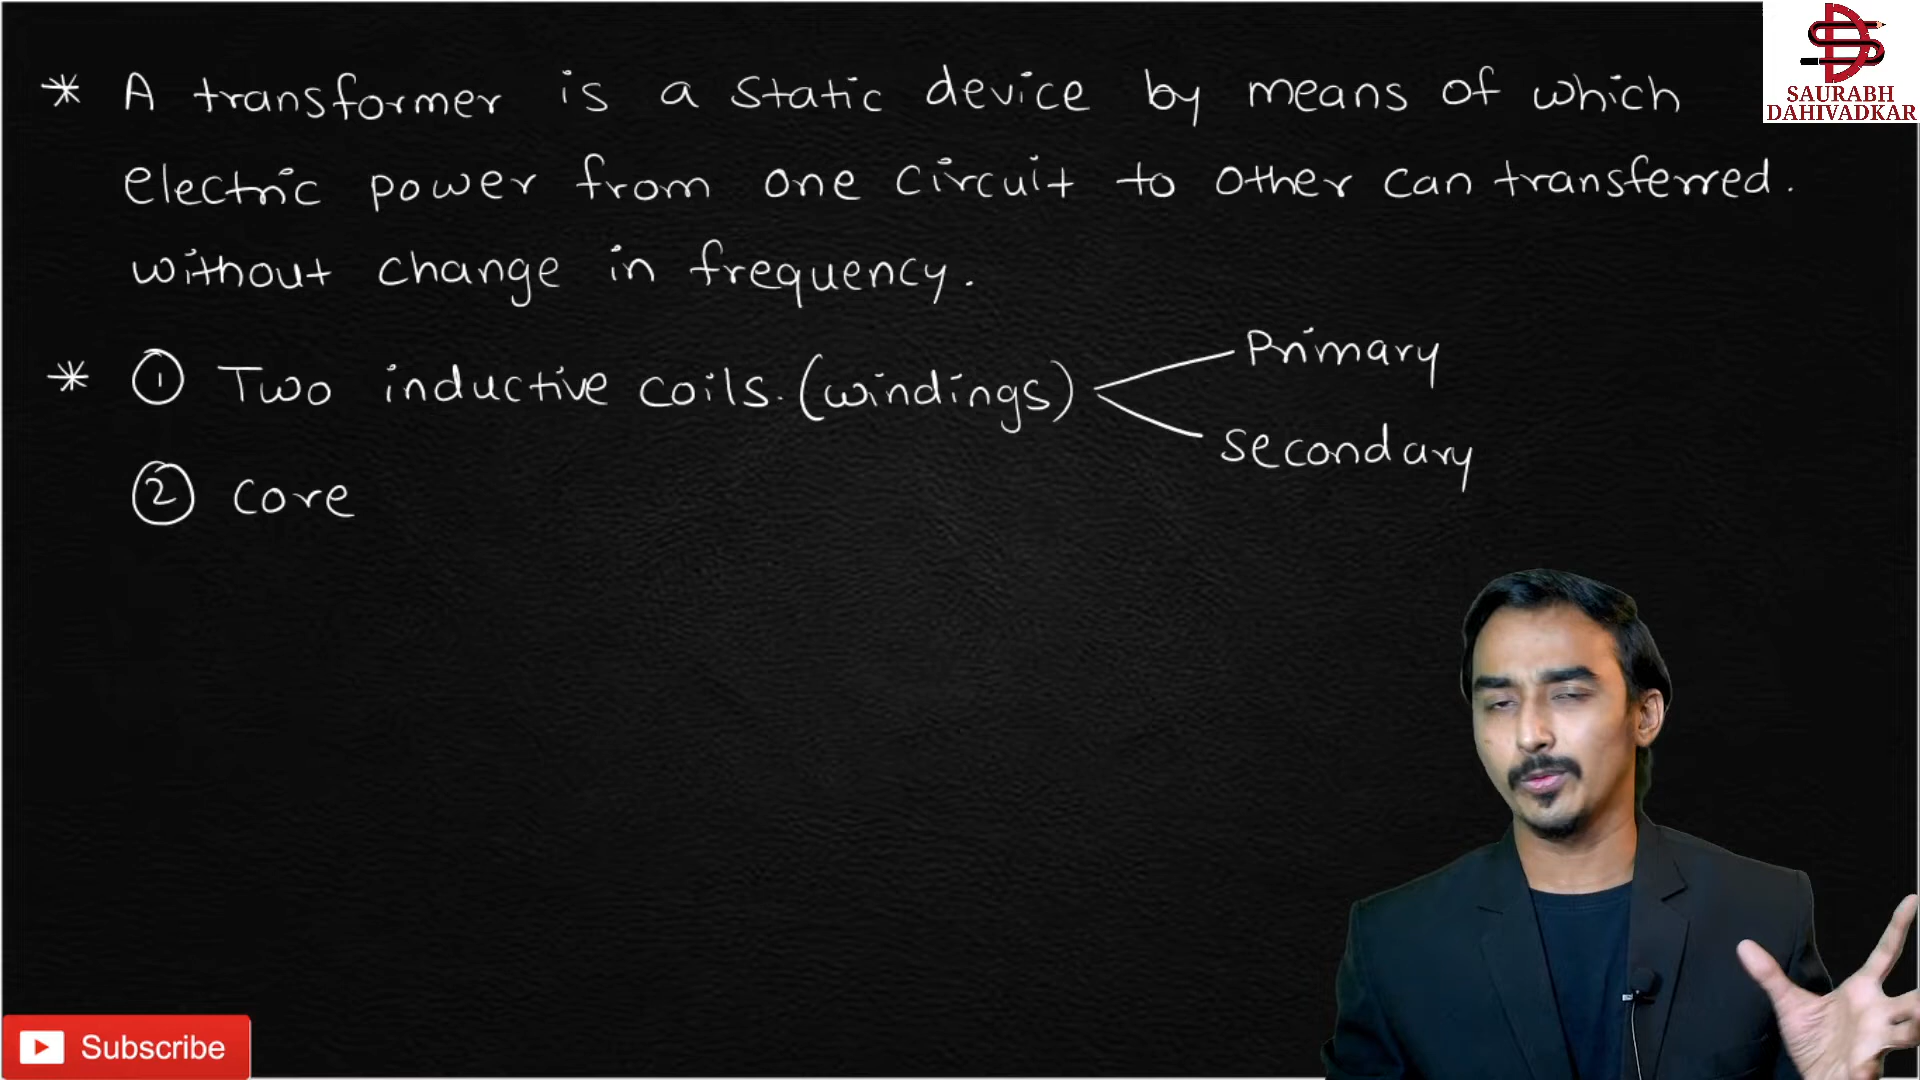 SAURABH
DAHIVADKAR
* A transformer is a static device by means of which
electric power from one circuit to other can transferred.
without change in frequency.
* ① Two inductive coils. (windings)
Primary
secondary
② core
Subscribe